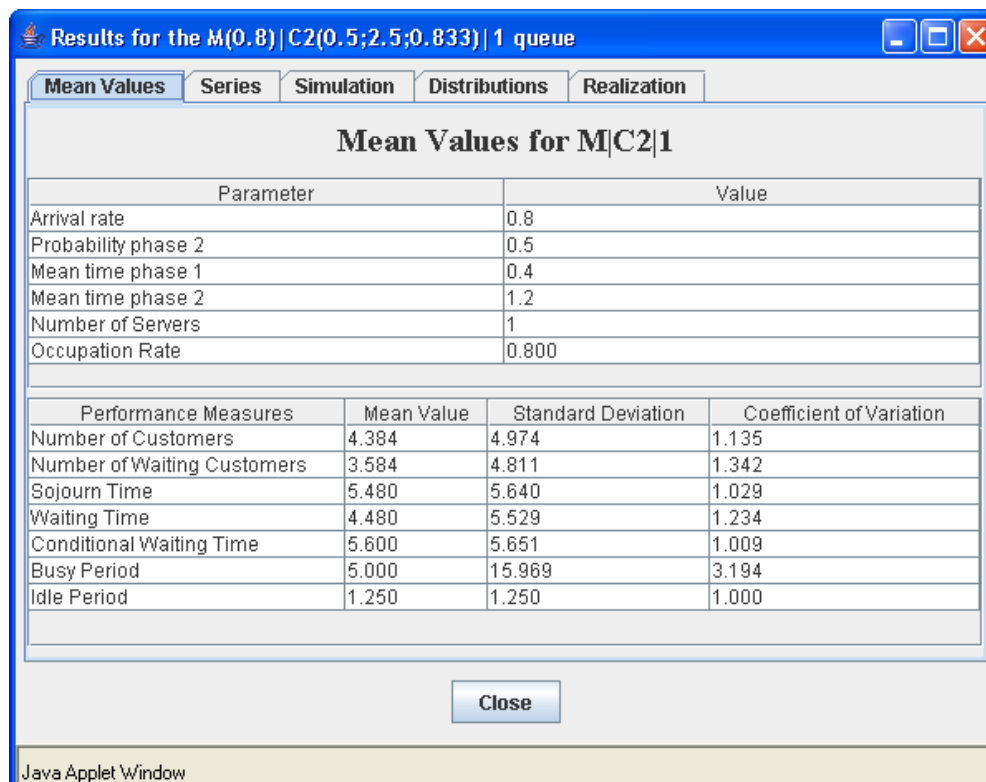 Results for the M(0.8)|C2(0.5;2.5;0.833)|1 queue
Mean Values Series Simulation Distributions Realization
Mean Values for M|C2|1
Parameter Value
Arrival rate 0.8
Probability phase 2 0.5
Mean time phase 1 0.4
Mean time phase 2 1.2
Number of Servers 1
Occupation Rate 0.800
Performance Measures Mean Value Standard Deviation Coefficient of Variation
Number of Customers 4.384 4.974 1.135
Number of Waiting Customers 3.584 4.811 1.342
Sojourn Time 5.480 5.640 1.029
Waiting Time 4.480 5.529 1.234
Conditional Waiting Time 5.600 5.651 1.009
Busy Period 5.000 15.969 3.194
Idle Period 1.250 1.250 1.000
Close
Java Applet Window